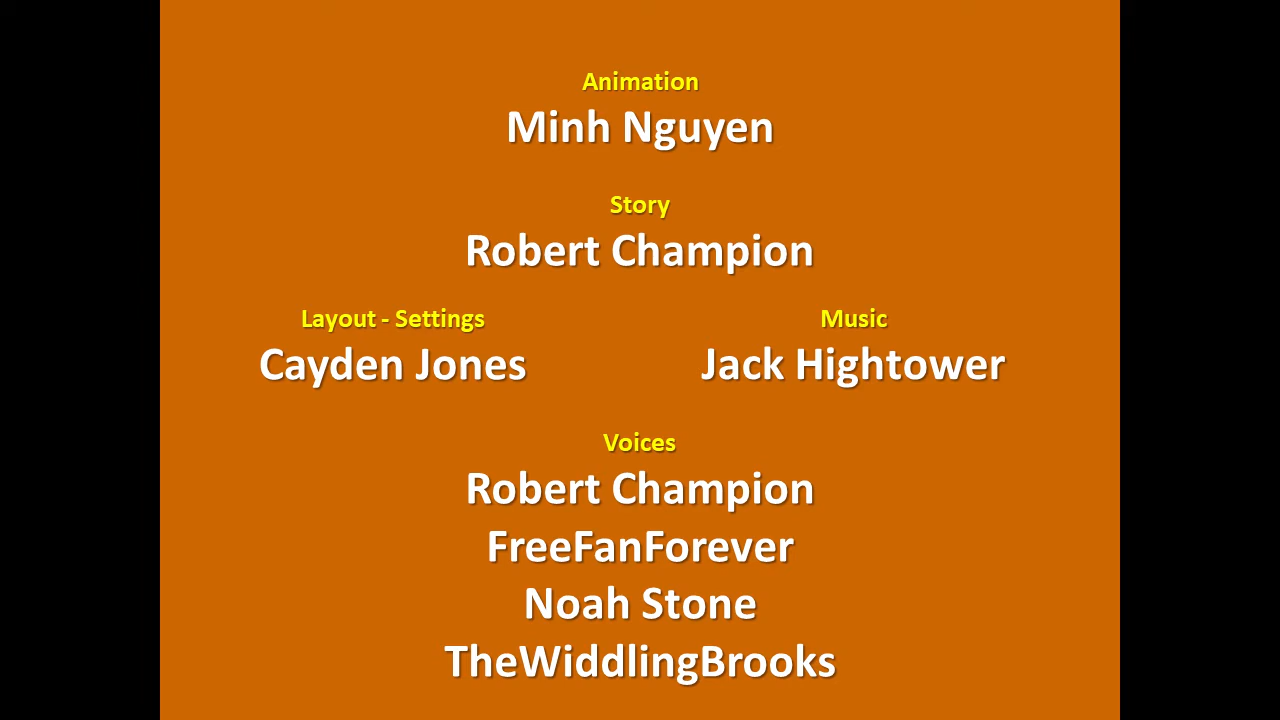 Animation
Minh Nguyen
Story
Robert Champion
Layout - Settings
Cayden Jones
Music
Jack Hightower
Voices
Robert Champion
FreeFanForever
Noah Stone
TheWiddlingBrooks